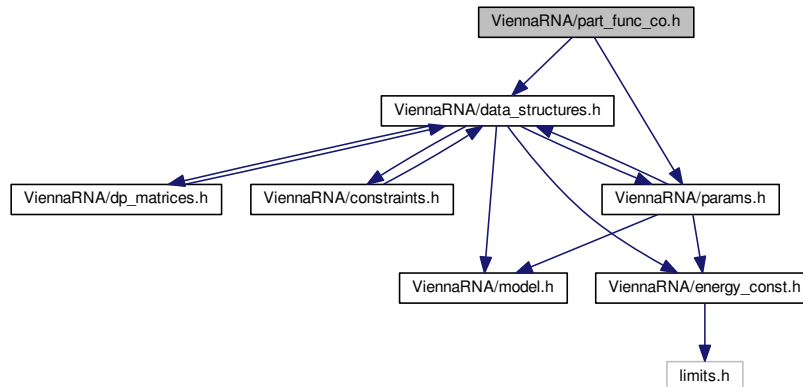 ViennaRNA/part_func_co.h
ViennaRNA/data_structures.h
ViennaRNA/dp_matrices.h
ViennaRNA/constraints.h
ViennaRNA/params.h
ViennaRNA/model.h
ViennaRNA/energy_const.h
limits.h